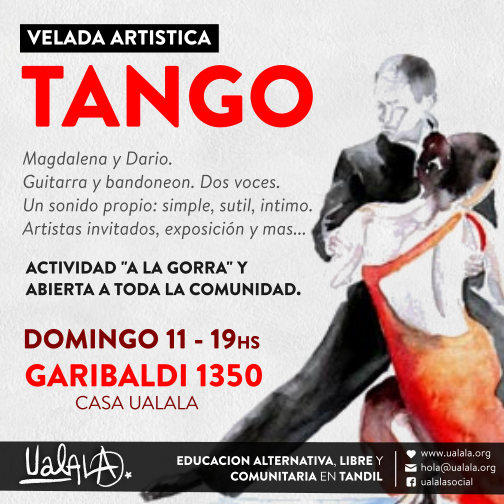 VELADA ARTISTICA
TANGO
Magdalena y Dario.
Guitarra y bandoneon. Dos voces.
Un sonido propio: simple, sutil, intimo.
Artistas invitados, exposición y mas...
ACTIVIDAD "A LA GORRA" Y
ABIERTA A TODA LA COMUNIDAD.
DOMINGO 11 - 19HS
GARIBALDI 1350
CASA UALALA
UalaLA
EDUCACION ALTERNATIVA, LIBRE Y
COMUNITARIA EN TANDIL
www.ualala.org
hola@ualala.org
ualalasocial